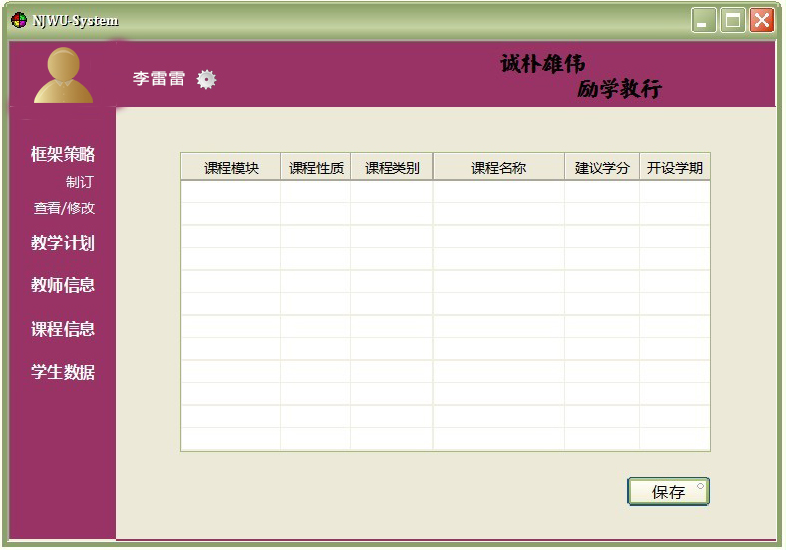 NJWU-System
李雷雷
诚朴雄伟
励学敦行
框架策略
制订
查看/修改
教学计划
教师信息
课程信息
学生数据
课程模块 课程性质 课程类别 课程名称 建议学分 开设学期
保存